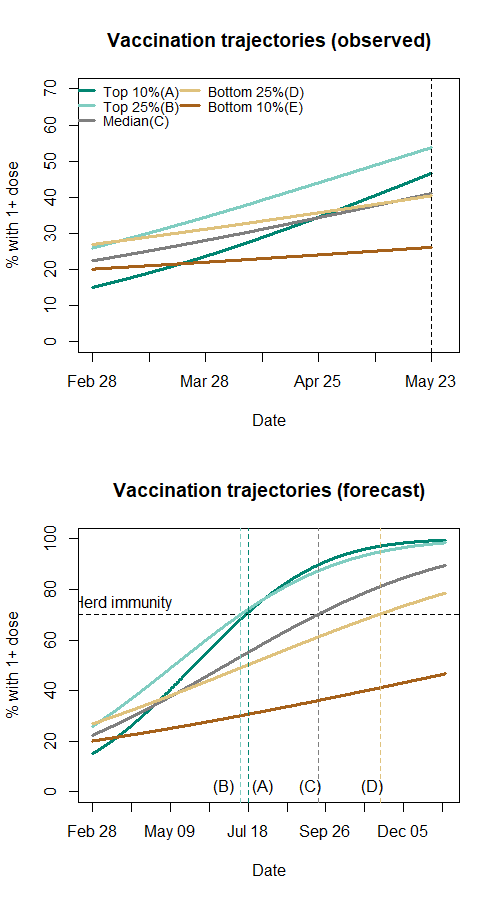 Vaccination trajectories (observed)
70
60
50
40
30
20
10
0
% with 1+ dose
Top 10%(A) Bottom 25%(D)
Top 25%(B) Bottom 10%(E)
Median(C)
Feb 28 Mar 28 Apr 25 May 23
Date
Vaccination trajectories (forecast)
100
80
60
40
20
0
% with 1+ dose
Herd immunity
(B) (A) (C) (D)
Feb 28 May 09 Jul 18 Sep 26 Dec 05
Date